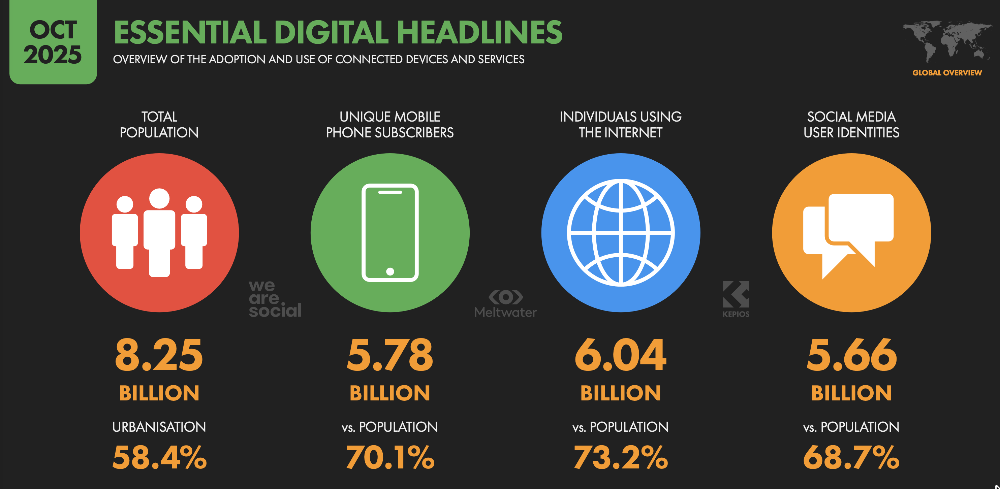 OCT
2025
ESSENTIAL DIGITAL HEADLINES
OVERVIEW OF THE ADOPTION AND USE OF CONNECTED DEVICES AND SERVICES
GLOBAL OVERVIEW
TOTAL
POPULATION
8.25
BILLION
URBANISATION
58.4%
we
are
social
UNIQUE MOBILE
PHONE SUBSCRIBERS
5.78
BILLION
vs. POPULATION
70.1%
Meltwater
INDIVIDUALS USING
THE INTERNET
6.04
BILLION
vs. POPULATION
73.2%
KEPIOS
SOCIAL MEDIA
USER IDENTITIES
5.66
BILLION
vs. POPULATION
68.7%